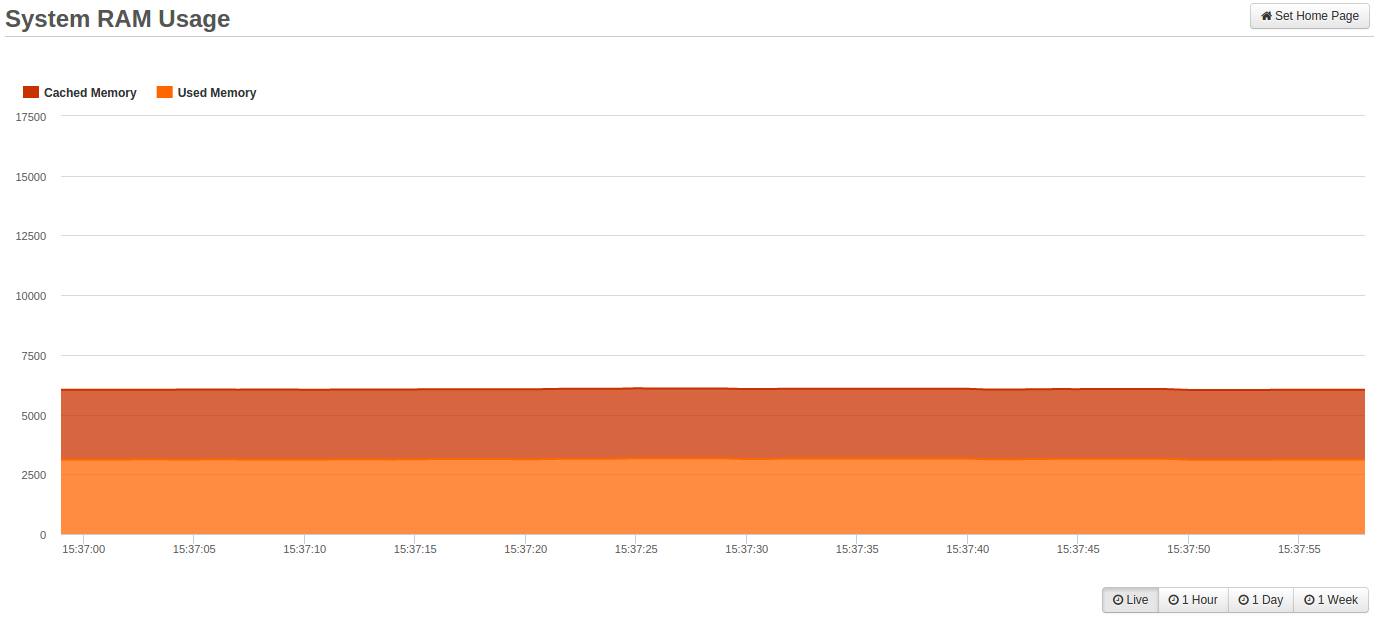 System RAM Usage
Set Home Page
Cached Memory Used Memory
17500
15000
12500
10000
7500
5000
2500
0
15:37:00 15:37:05 15:37:10 15:37:15 15:37:20 15:37:25 15:37:30 15:37:35 15:37:40 15:37:45 15:37:50 15:37:55
Live 1 Hour 1 Day 1 Week